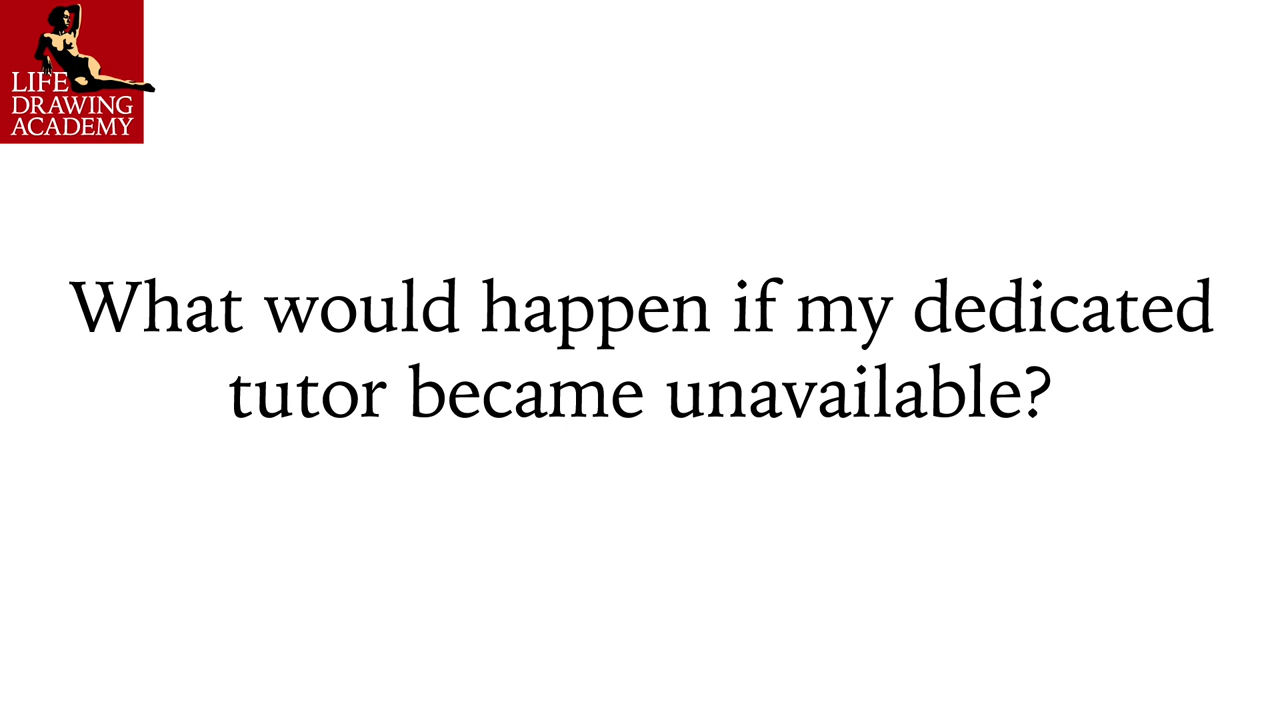 LIFE
DRAWING
ACADEMY
What would happen if my dedicated
tutor became unavailable?